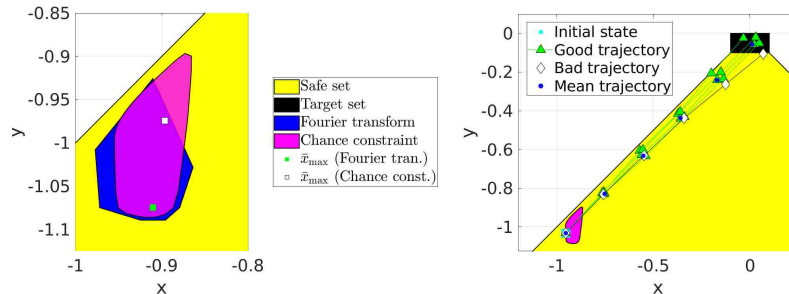 -0.85
-0.9
-0.95
-1
-1.05
-1.1
y
-1
-0.9
-0.8
x
Safe set
Target set
Fourier transform
Chance constraint
x̄max (Fourier tran.)
x̄max (Chance const.)
0
-0.2
-0.4
-0.6
-0.8
-1
y
-1
-0.5
0
x
Initial state
Good trajectory
Bad trajectory
Mean trajectory